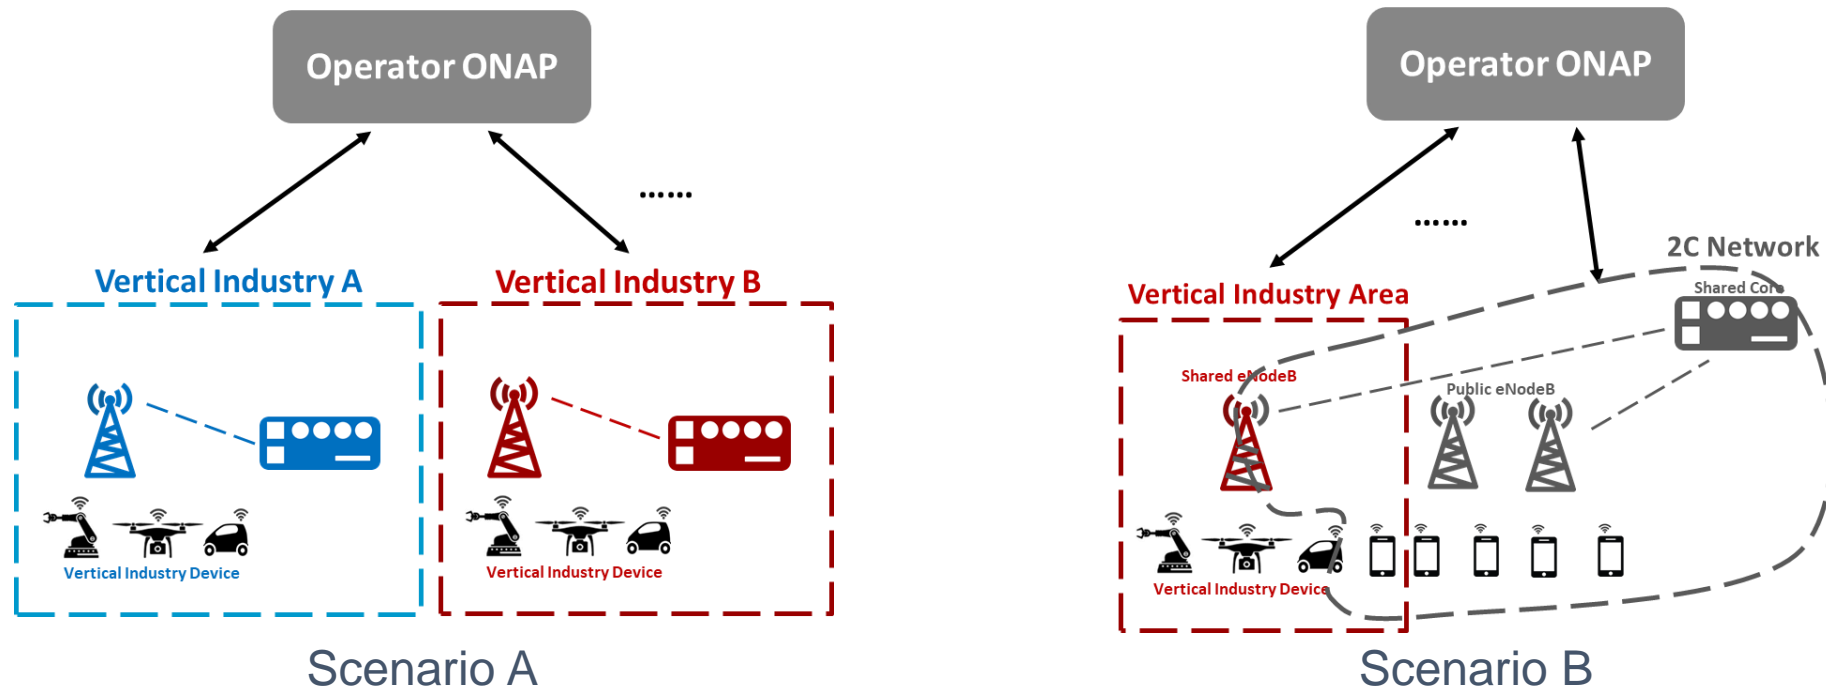 Operator ONAP
……
Vertical Industry A
Vertical Industry B
Vertical Industry Device
Vertical Industry Device
Scenario A
Operator ONAP
……
2C Network
Shared Core
Vertical Industry Area
Shared eNodeB
Public eNodeB
Vertical Industry Device
Scenario B